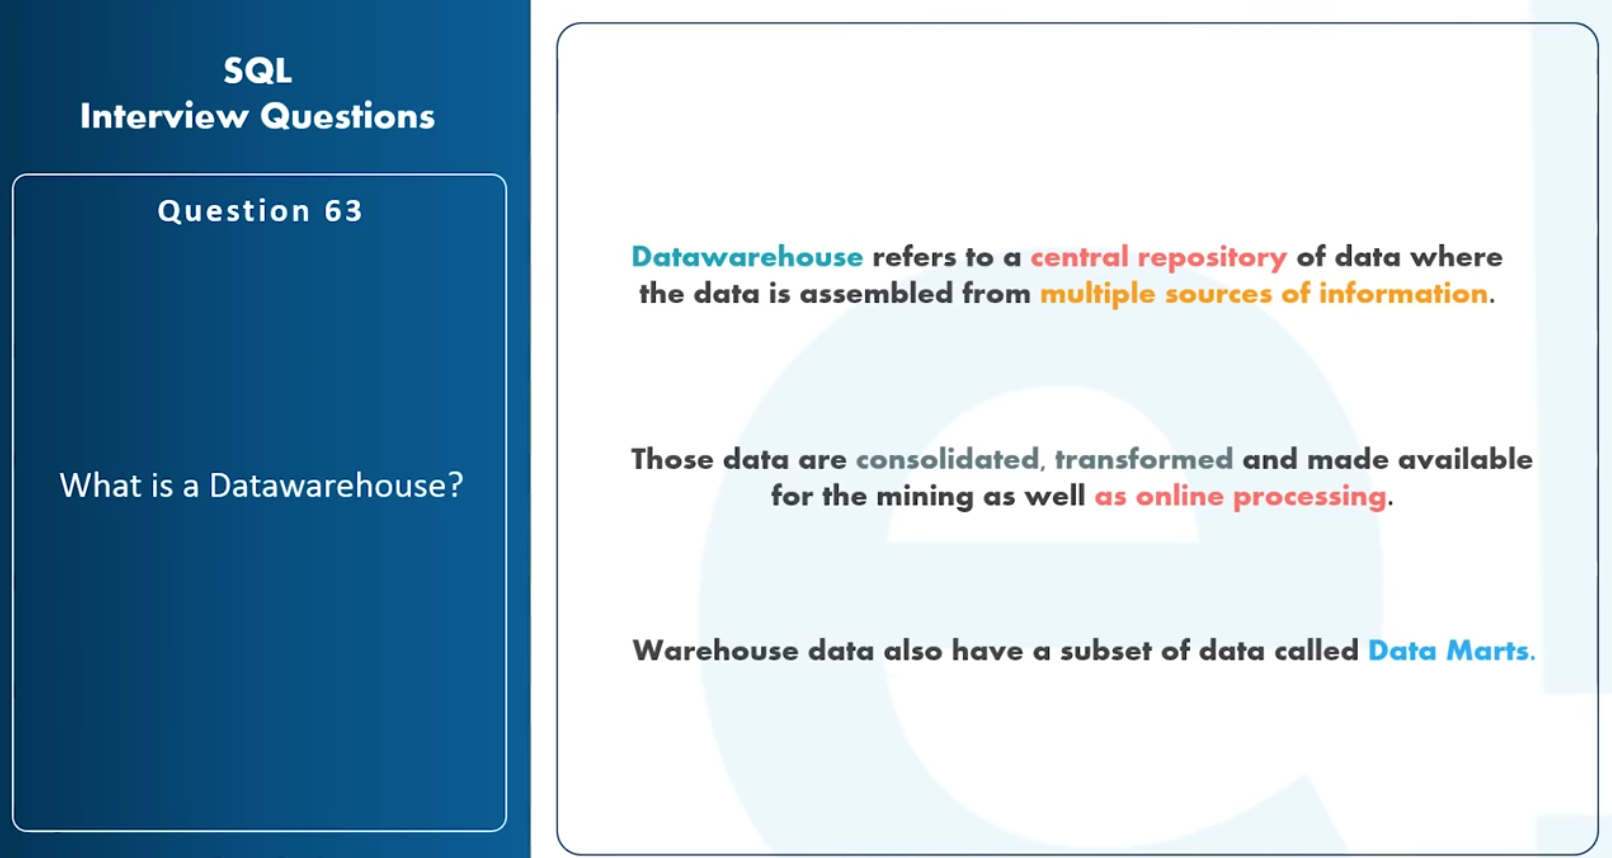 SQL
Interview Questions
Question 63
What is a Datawarehouse?
Datawarehouse refers to a central repository of data where
the data is assembled from multiple sources of information.
Those data are consolidated, transformed and made available
for the mining as well as online processing.
Warehouse data also have a subset of data called Data Marts.